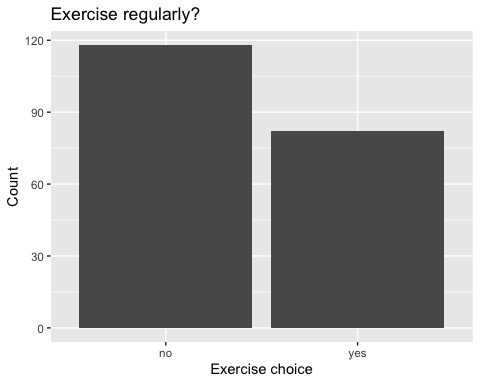 Exercise regularly?
120
90
60
30
0
Count
no yes
Exercise choice